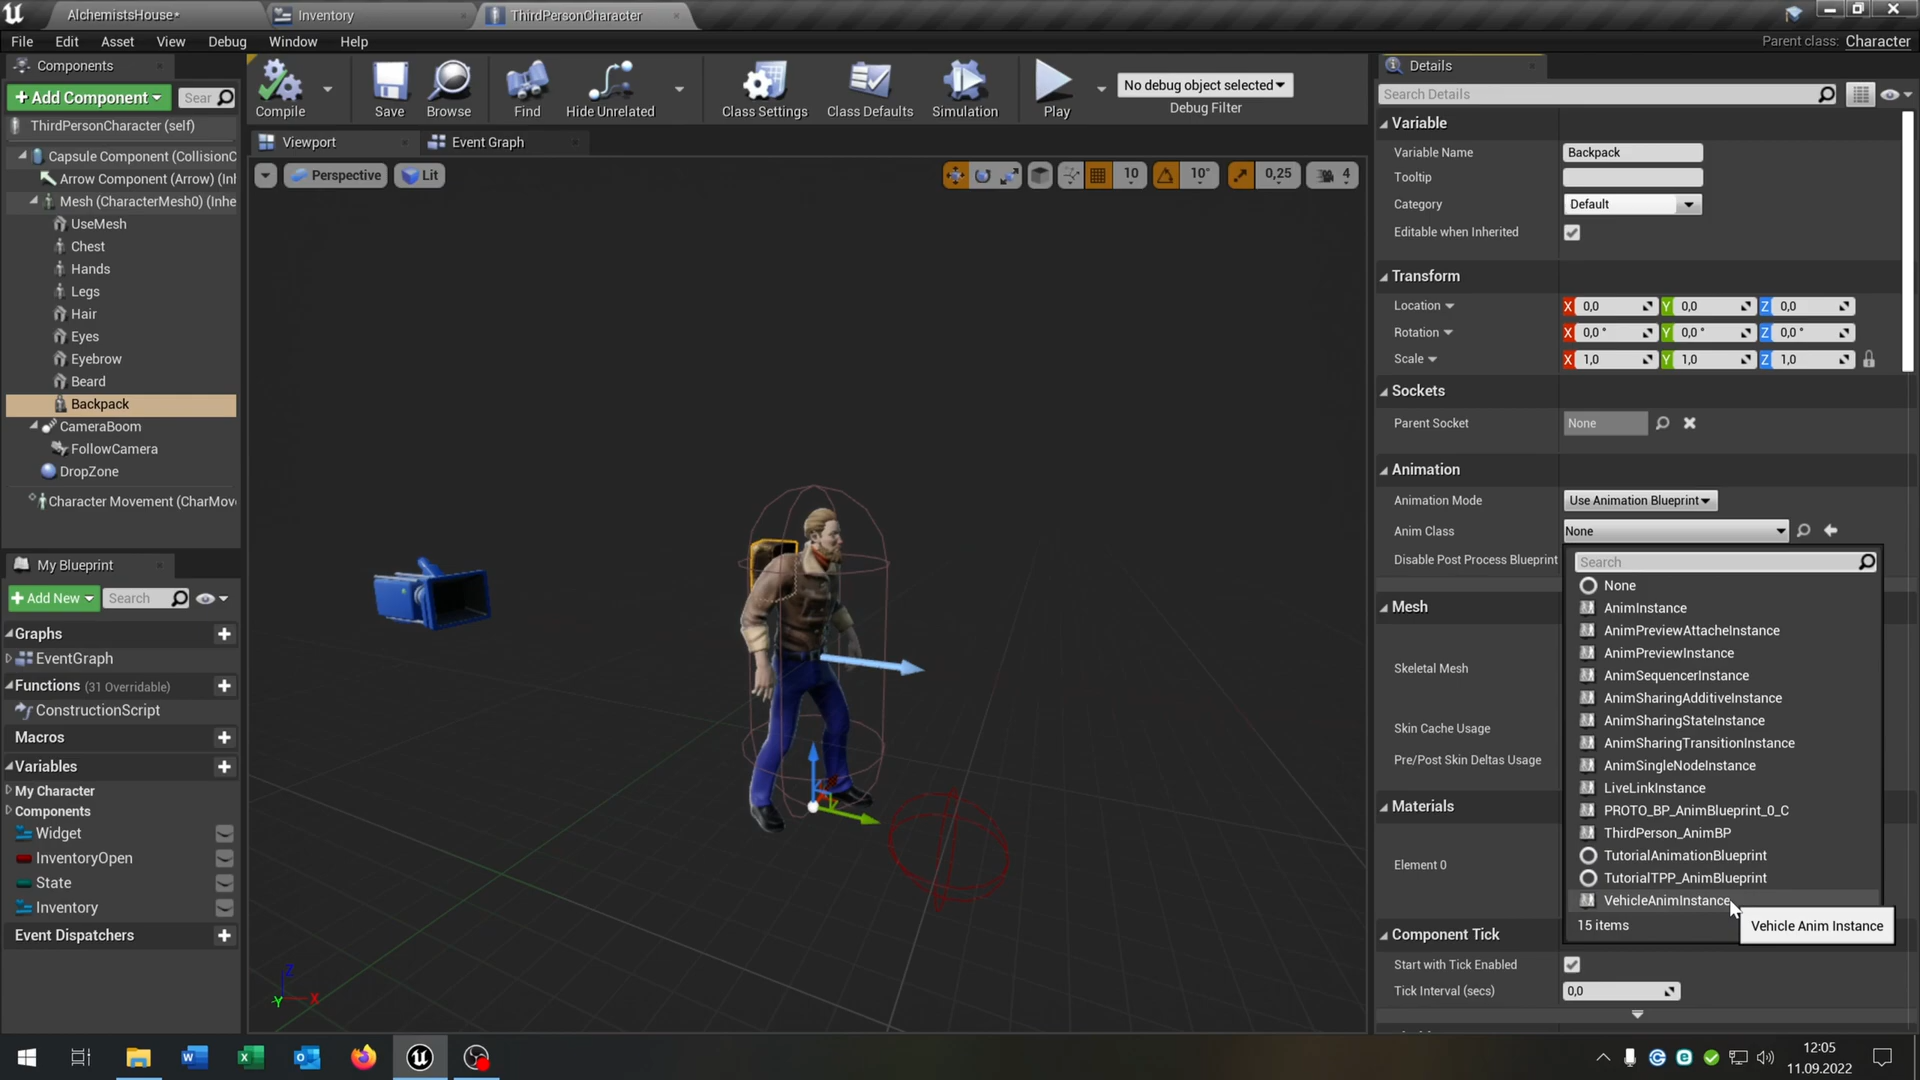 AlchemistsHouse*
Inventory
ThirdPersonCharacter
File Edit Asset View Debug Window Help
Parent class: Character
Components
+Add Component
Sear
ThirdPersonCharacter (self)
Capsule Component (CollisionC
Arrow Component (Arrow) (Inl
Mesh (CharacterMesh0) (Inhe
UseMesh
Chest
Hands
Legs
Hair
Eyes
Eyebrow
Beard
Backpack
CameraBoom
FollowCamera
DropZone
Character Movement (CharMov
My Blueprint
+Add New
Search
Graphs
EventGraph
Functions (31 Overridable)
ConstructionScript
Macros
Variables
My Character
Components
Widget
InventoryOpen
State
Inventory
Event Dispatchers
Compile
Save
Browse
Find
Hide Unrelated
Class Settings
Class Defaults
Simulation
Play
No debug object selected
Debug Filter
Viewport
Event Graph
Perspective
Lit
10
10°
0,25
4
Z
X
Y
Details
Search Details
Variable
Variable Name Backpack
Tooltip
Category Default
Editable when Inherited
Transform
Location X 0,0 Y 0,0 Z 0,0
Rotation X 0,0 ° Y 0,0 ° Z 0,0 °
Scale X 1,0 Y 1,0 Z 1,0
Sockets
Parent Socket None
Animation
Animation Mode Use Animation Blueprint
Anim Class None
Disable Post Process Blueprint
Mesh
Skeletal Mesh
Skin Cache Usage
Pre/Post Skin Deltas Usage
Materials
Element 0
Search
None
AnimInstance
AnimPreviewAttacheInstance
AnimPreviewInstance
AnimSequencerInstance
AnimSharingAdditiveInstance
AnimSharingStateInstance
AnimSharingTransitionInstance
AnimSingleNodeInstance
LiveLinkInstance
PROTO_BP_AnimBlueprint_0_C
ThirdPerson_AnimBP
TutorialAnimationBlueprint
TutorialTPP_AnimBlueprint
VehicleAnimInstance
15 items
Vehicle Anim Instance
Component Tick
Start with Tick Enabled
Tick Interval (secs) 0,0
12:05
11.09.2022